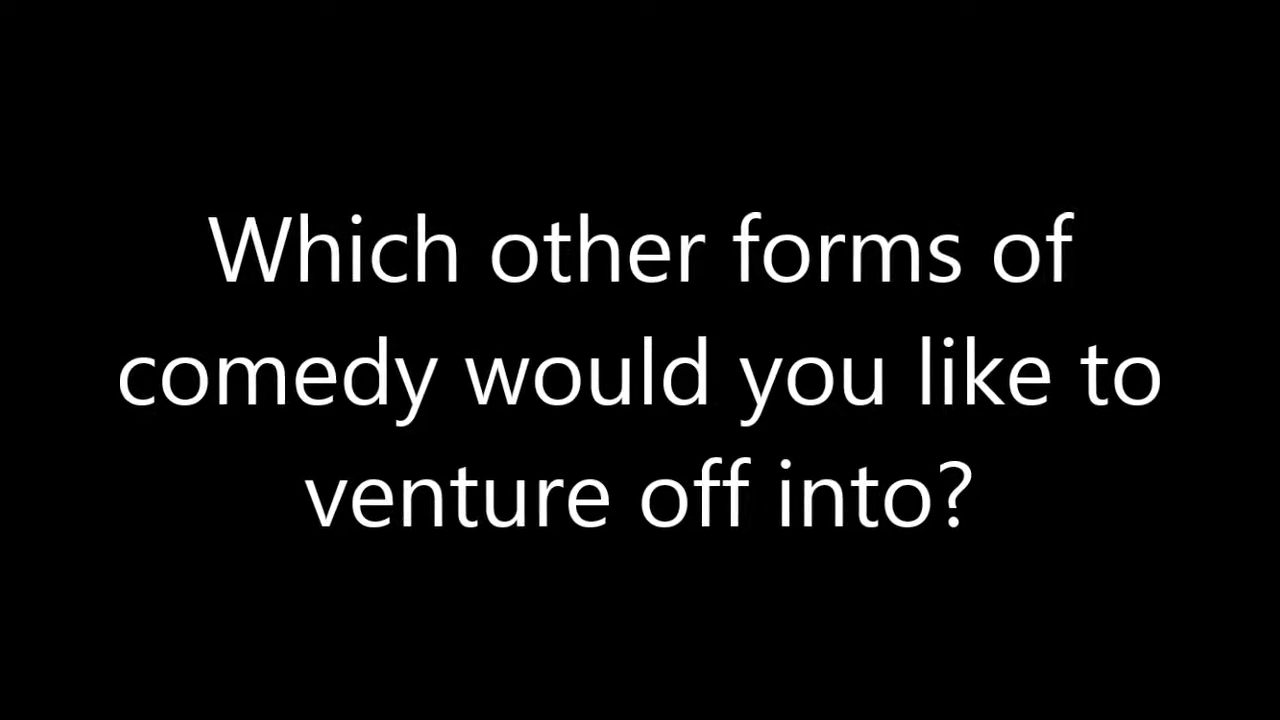 Which other forms of
comedy would you like to
venture off into?